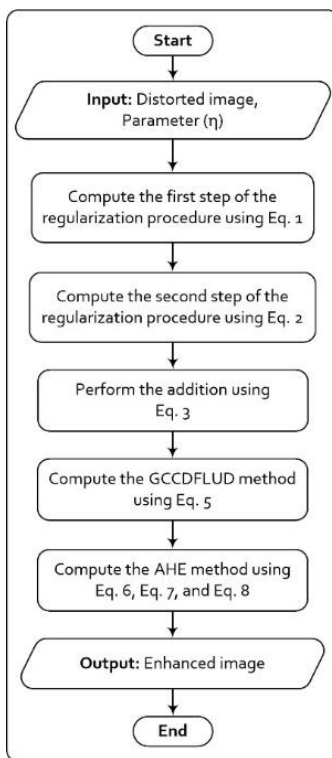 Start
Input: Distorted image,
Parameter (η)
Compute the first step of the
regularization procedure using Eq. 1
Compute the second step of the
regularization procedure using Eq. 2
Perform the addition using
Eq. 3
Compute the GCCDFLUD method
using Eq. 5
Compute the AHE method using
Eq. 6, Eq. 7, and Eq. 8
Output: Enhanced image
End